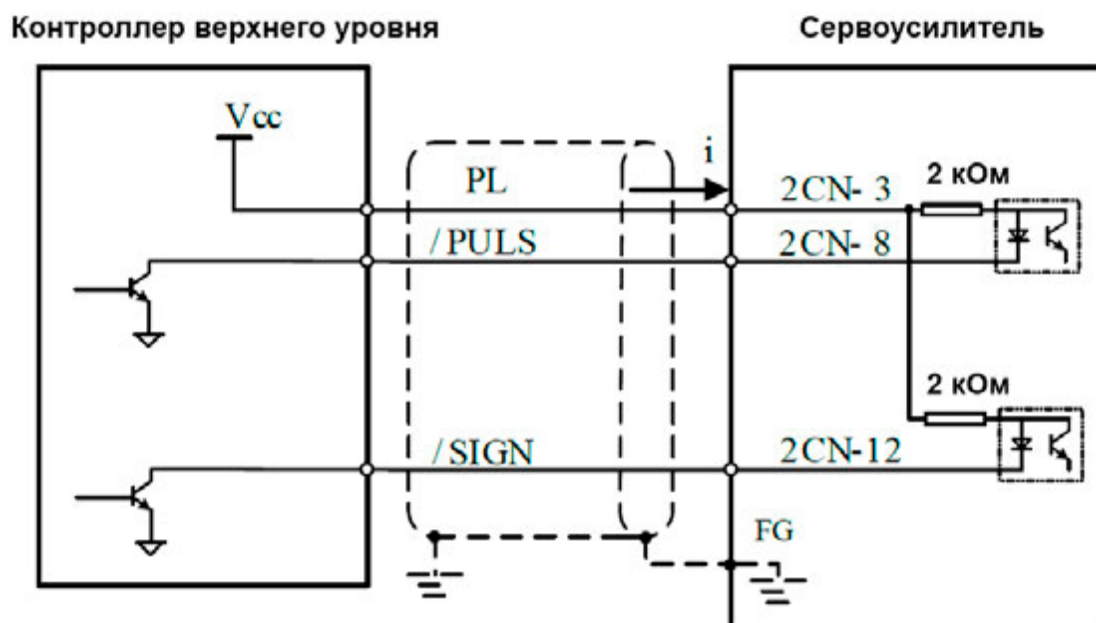 Контроллер верхнего уровня
Сервоусилитель
Vcc
i
PL
2CN- 3
2 кОм
/PULS
2CN- 8
2 кОм
/SIGN
2CN-12
FG